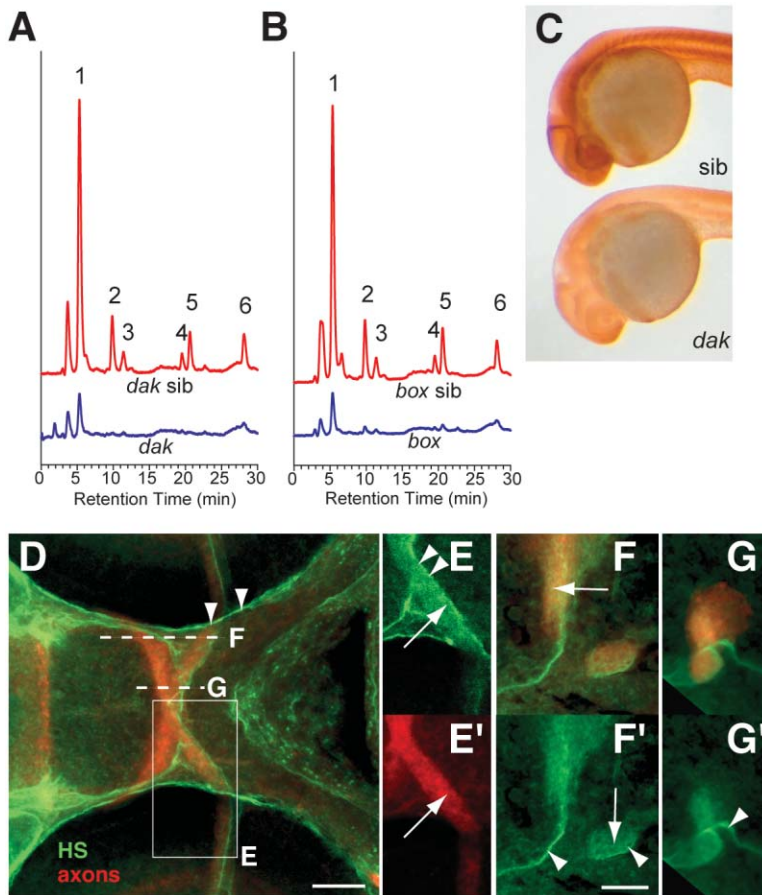 A
B
C
1
2
3
4
5
6
dak sib
dak
0 5 10 15 20 25 30
Retention Time (min)
1
2
3
4
5
6
box sib
box
0 5 10 15 20 25 30
Retention Time (min)
sib
dak
D
F
G
E
HS
axons
E
E'
F
F'
G
G'